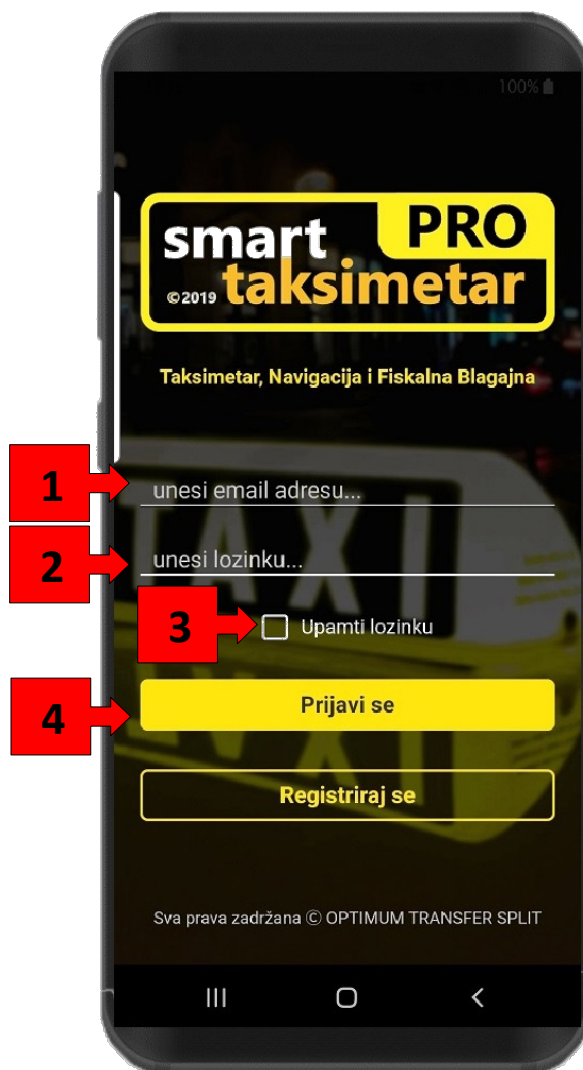 100%
smart PRO
©2019 taksimetar
Taksimetar, Navigacija i Fiskalna Blagajna
1
unesi email adresu...
2
unesi lozinku...
3
Upamti lozinku
4
Prijavi se
Registriraj se
Sva prava zadržana © OPTIMUM TRANSFER SPLIT
TAXI